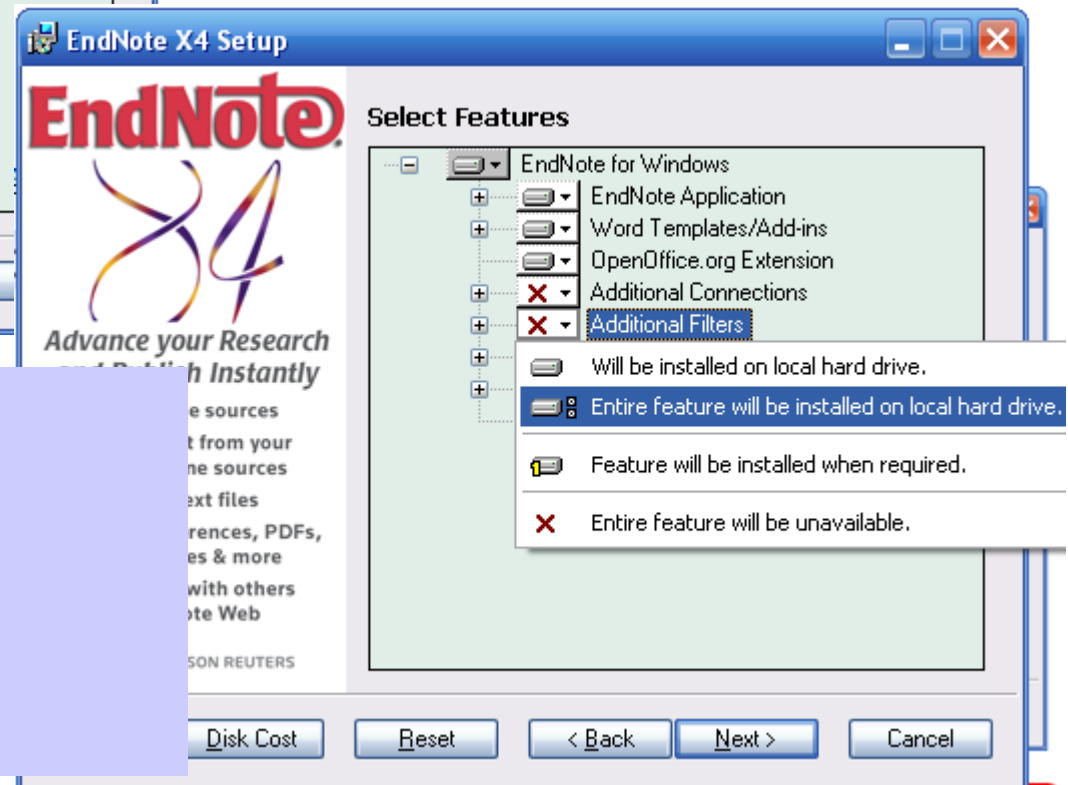 EndNote X4 Setup
EndNote
X4
Advance your Research
h Instantly
e sources
t from your
ne sources
ext files
rences, PDFs,
es & more
with others
ote Web
SON REUTERS
Select Features
EndNote for Windows
EndNote Application
Word Templates/Add-ins
OpenOffice.org Extension
Additional Connections
Additional Filters
Will be installed on local hard drive.
Entire feature will be installed on local hard drive.
Feature will be installed when required.
Entire feature will be unavailable.
Disk Cost
Reset
< Back
Next >
Cancel